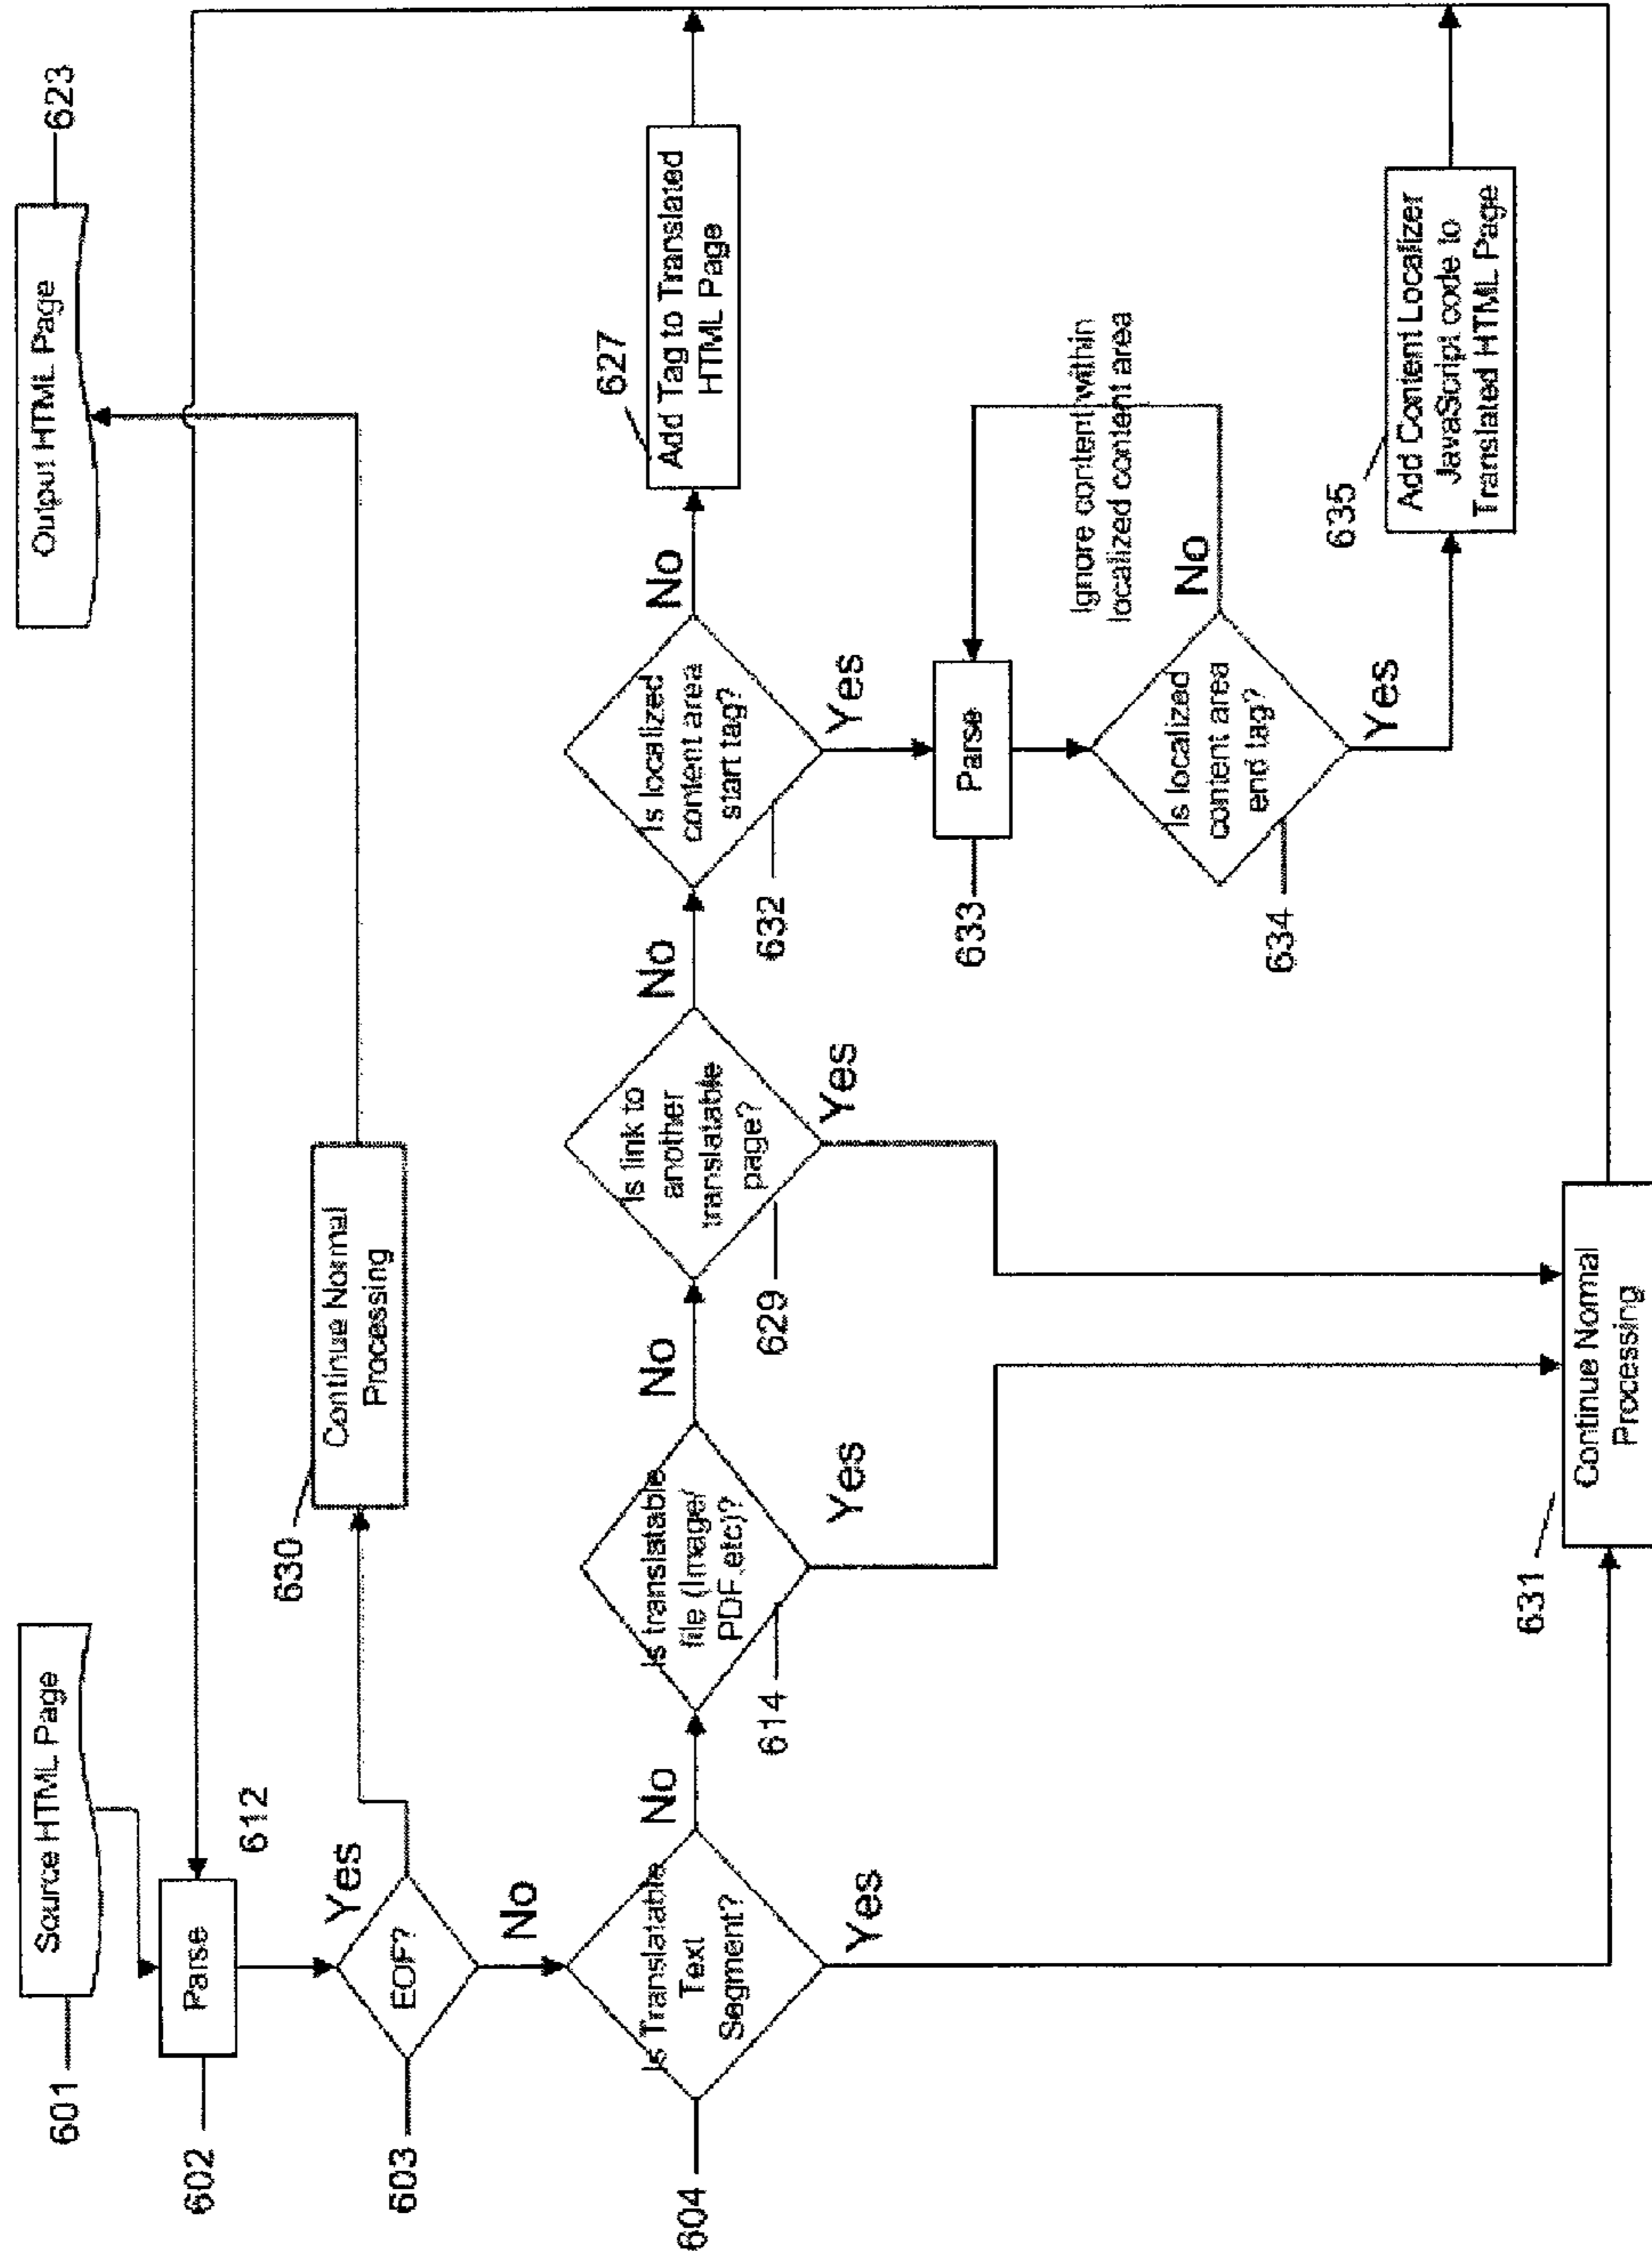 601
Source HTML Page
602
Parse
612
603
EOF?
Yes
No
630
Continue Normal
Processing
Output HTML Page
623
604
Is Translatable
Text
Segment?
No
Yes
614
Is translatable
file (Image/
PDF,etc)?
No
Yes
629
Is link to
another
translatable
page?
No
Yes
632
Is localized
content area
start tag?
No
Yes
627
Add Tag to Translated
HTML Page
633
Parse
Ignore content within
localized content area
634
Is localized
content area
end tag?
No
Yes
635
Add Content Localizer
JavaScript code to
Translated HTML Page
631
Continue Normal
Processing